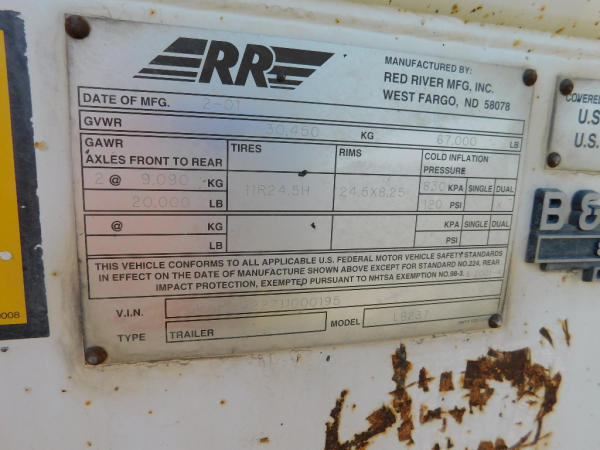 RR
MANUFACTURED BY:
RED RIVER MFG, INC.
WEST FARGO, ND 58078
DATE OF MFG. 2-01
GVWR 30,450 KG 67,000 LB
GAWR
AXLES FRONT TO REAR TIRES RIMS COLD INFLATION PRESSURE
2 @ 9,090 KG 11R24.5H 24.5X8.25 830 KPA SINGLE DUAL
20,000 LB 120 PSI X
@ KG KPA SINGLE DUAL
LB PSI
THIS VEHICLE CONFORMS TO ALL APPLICABLE U.S. FEDERAL MOTOR VEHICLE SAFETY STANDARDS
IN EFFECT ON THE DATE OF MANUFACTURE SHOWN ABOVE EXCEPT FOR STANDARD NO.224, REAR
IMPACT PROTECTION, EXEMPTED PURSUANT TO NHTSA EXEMPTION NO.98-3.
V.I.N. 11000195
TYPE TRAILER MODEL LB237
COVERED
U.S.
U.S.
B &
0008